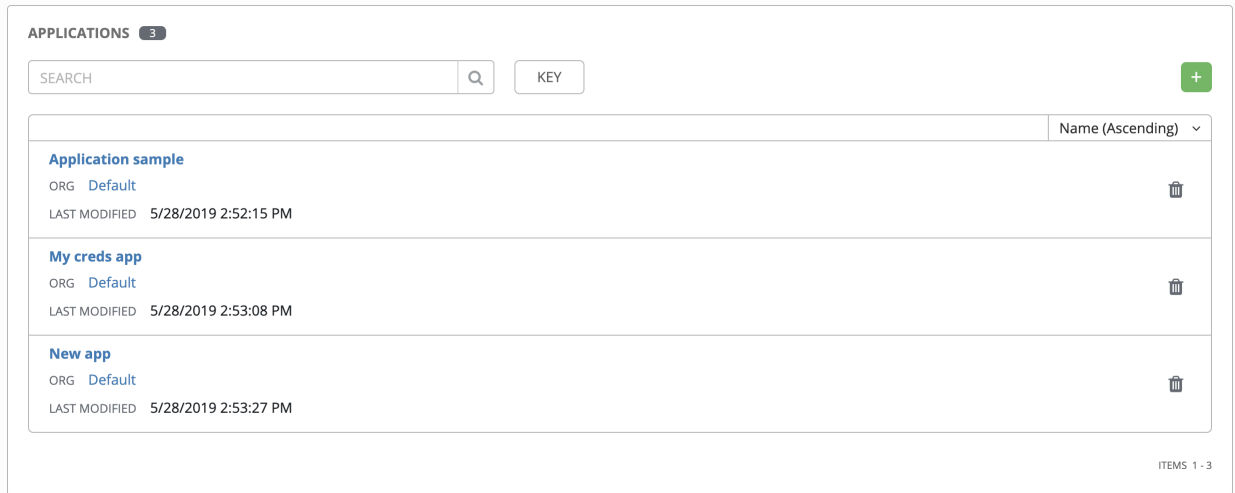 APPLICATIONS 3
SEARCH KEY +
Name (Ascending)
Application sample
ORG Default
LAST MODIFIED 5/28/2019 2:52:15 PM
My creds app
ORG Default
LAST MODIFIED 5/28/2019 2:53:08 PM
New app
ORG Default
LAST MODIFIED 5/28/2019 2:53:27 PM
ITEMS 1 - 3